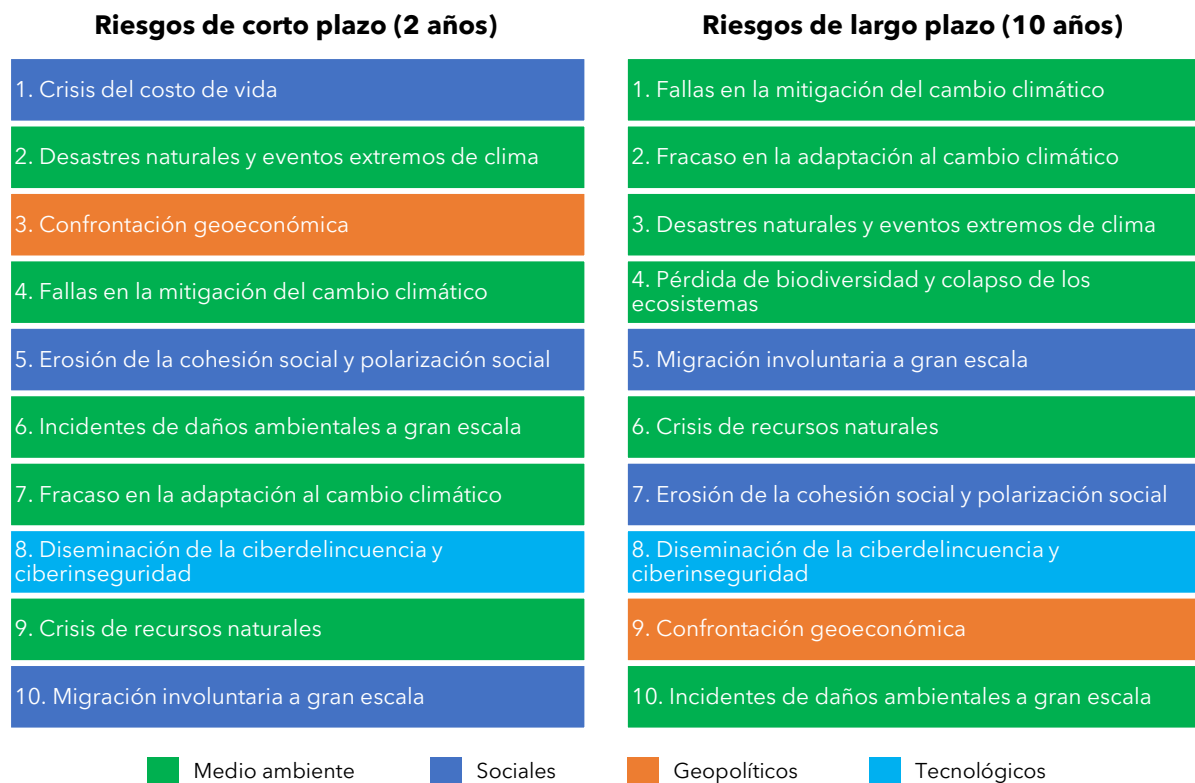 Riesgos de corto plazo (2 años)
1. Crisis del costo de vida
2. Desastres naturales y eventos extremos de clima
3. Confrontación geoeconómica
4. Fallas en la mitigación del cambio climático
5. Erosión de la cohesión social y polarización social
6. Incidentes de daños ambientales a gran escala
7. Fracaso en la adaptación al cambio climático
8. Diseminación de la ciberdelincuencia y
ciberinseguridad
9. Crisis de recursos naturales
10. Migración involuntaria a gran escala
Riesgos de largo plazo (10 años)
1. Fallas en la mitigación del cambio climático
2. Fracaso en la adaptación al cambio climático
3. Desastres naturales y eventos extremos de clima
4. Pérdida de biodiversidad y colapso de los
ecosistemas
5. Migración involuntaria a gran escala
6. Crisis de recursos naturales
7. Erosión de la cohesión social y polarización social
8. Diseminación de la ciberdelincuencia y
ciberinseguridad
9. Confrontación geoeconómica
10. Incidentes de daños ambientales a gran escala
Medio ambiente
Sociales
Geopolíticos
Tecnológicos